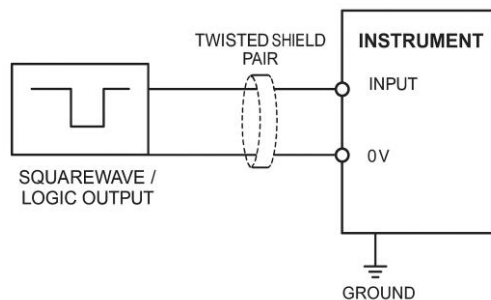 TWISTED SHIELD
PAIR
INSTRUMENT
INPUT
0V
SQUAREWAVE /
LOGIC OUTPUT
GROUND